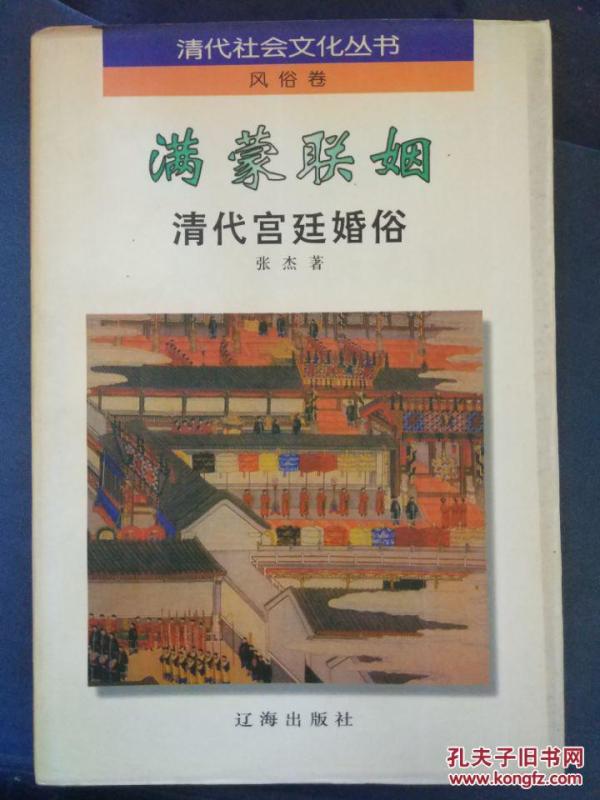 清代社会文化丛书
风俗卷
满蒙联姻
清代宫廷婚俗
张杰著
辽海出版社
孔夫子旧书网
www.kongfz.com